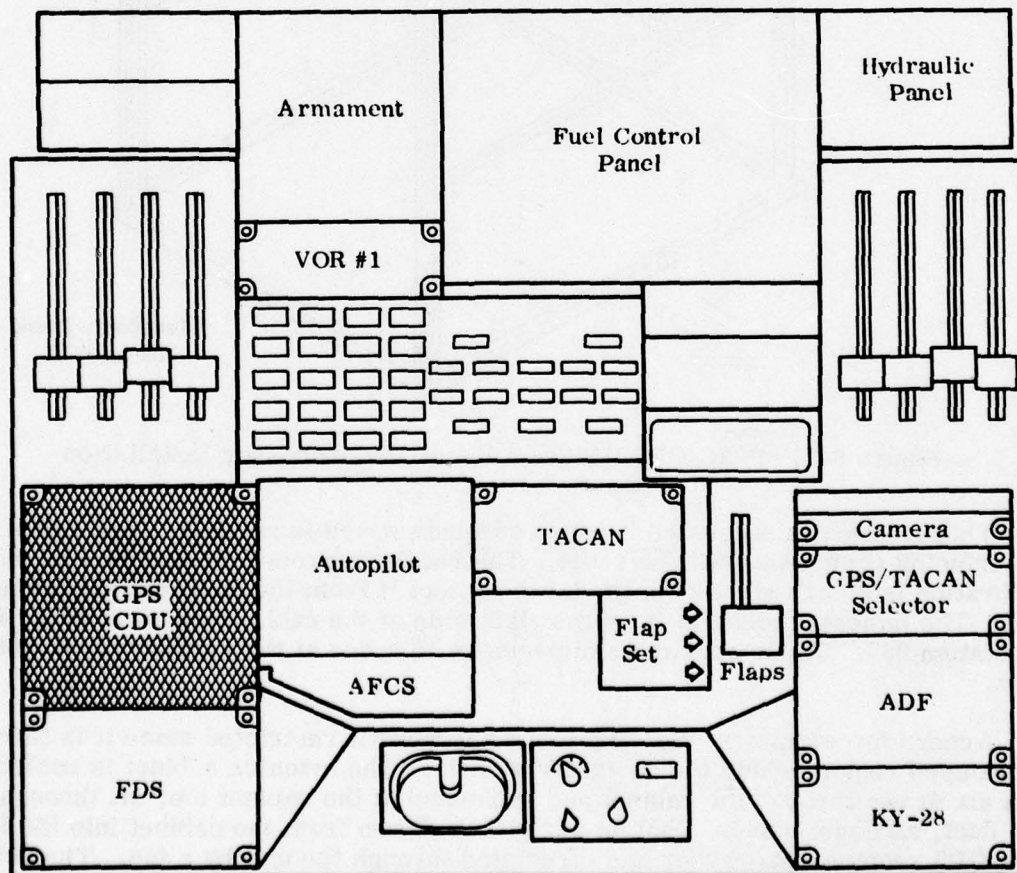 Armament
Fuel Control
Panel
Hydraulic
Panel
VOR #1
GPS
CDU
Autopilot
TACAN
Camera
GPS/TACAN
Selector
Flap
Set
Flaps
AFCS
ADF
FDS
KY-28